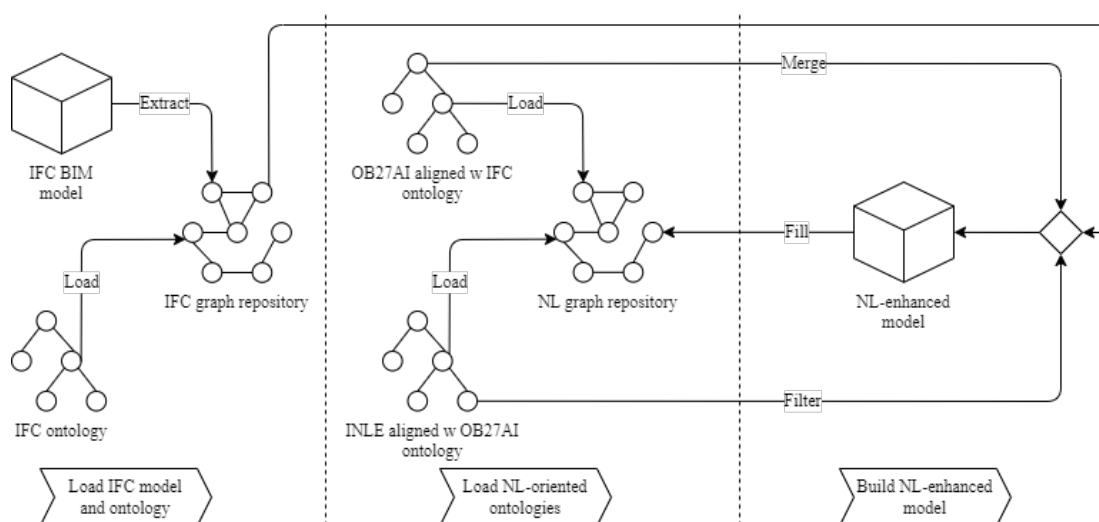 Extract
IFC BIM
model
Load
IFC graph repository
IFC ontology
Load IFC model
and ontology
Merge
Load
OB27AI aligned w IFC
ontology
Load
NL graph repository
INLE aligned w OB27AI
ontology
Load NL-oriented
ontologies
Fill
NL-enhanced
model
Filter
Build NL-enhanced
model